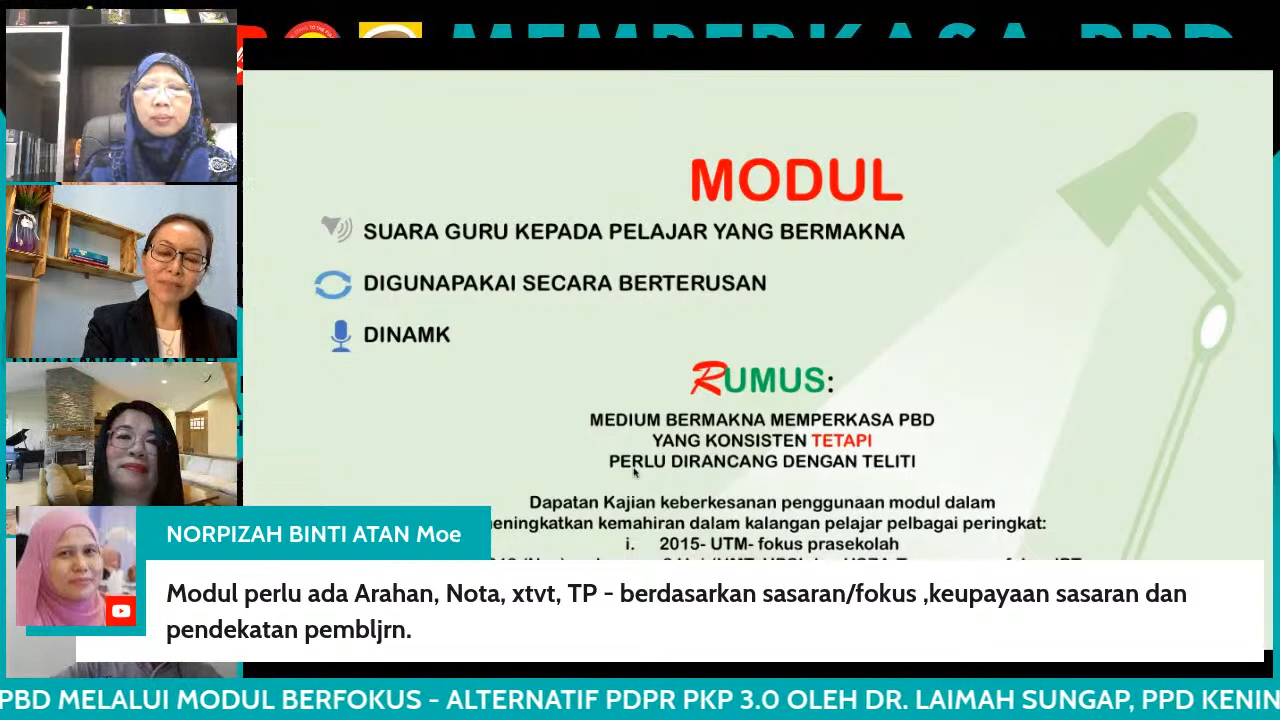 MEMPERKASA PBD
MODUL
SUARA GURU KEPADA PELAJAR YANG BERMAKNA
DIGUNAPAKAI SECARA BERTERUSAN
DINAMK
RUMUS:
MEDIUM BERMAKNA MEMPERKASA PBD
YANG KONSISTEN TETAPI
PERLU DIRANCANG DENGAN TELITI
Dapatan Kajian keberkesanan penggunaan modul dalam
eningkatkan kemahiran dalam kalangan pelajar pelbagai peringkat:
i. 2015- UTM- fokus prasekolah
NORPIZAH BINTI ATAN Moe
Modul perlu ada Arahan, Nota, xtvt, TP - berdasarkan sasaran/fokus ,keupayaan sasaran dan
pendekatan pembljrn.
PBD MELALUI MODUL BERFOKUS - ALTERNATIF PDPR PKP 3.0 OLEH DR. LAIMAH SUNGAP, PPD KENIN